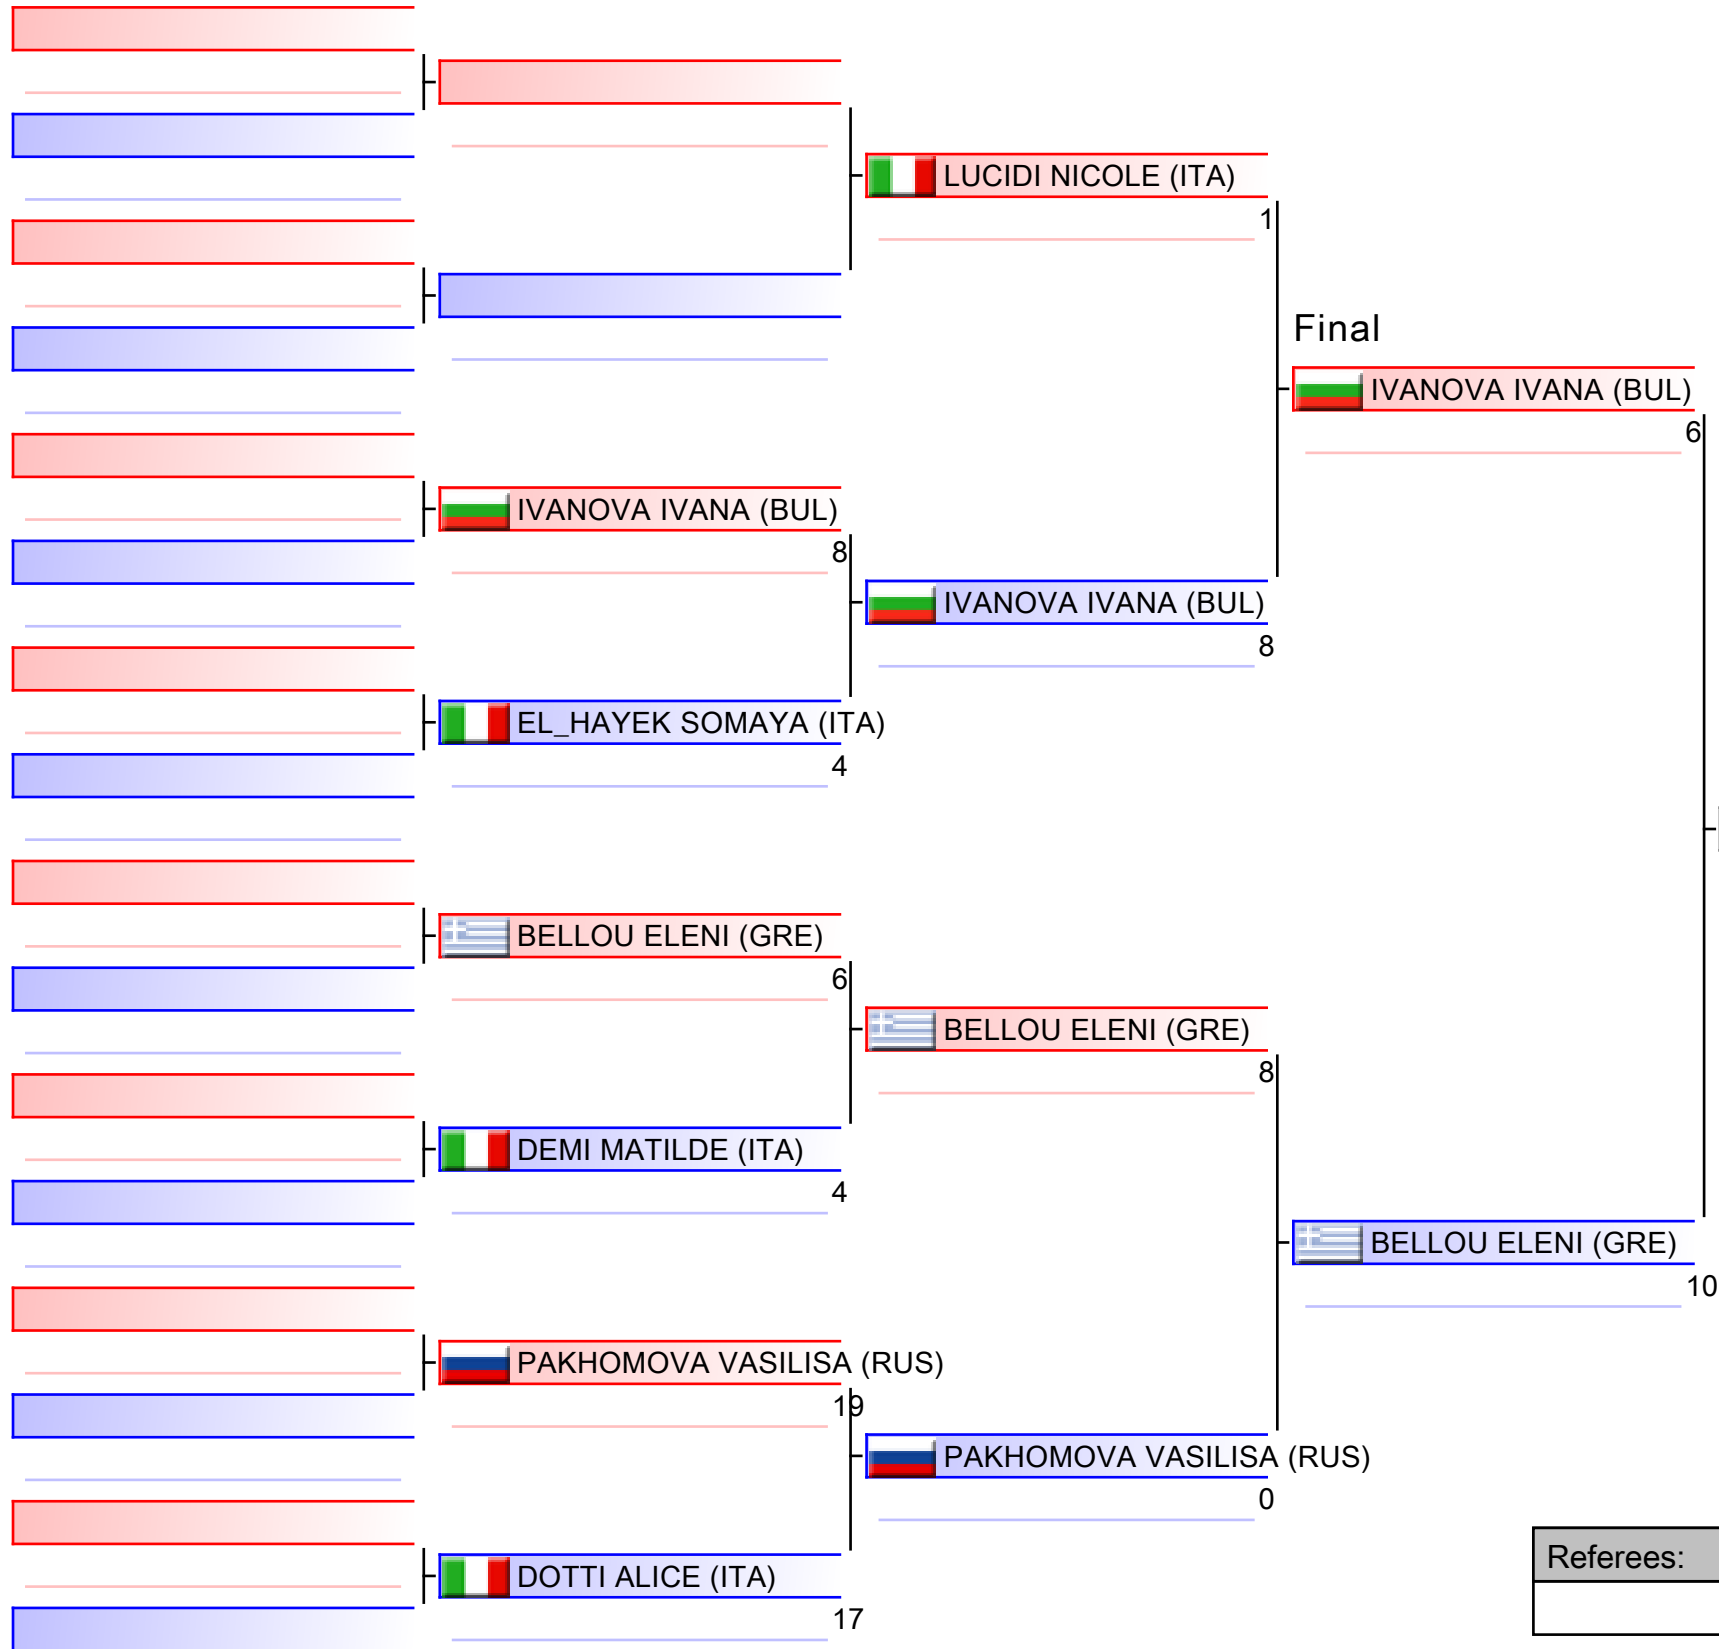 LUCIDI NICOLE (ITA)
1
Final
IVANOVA IVANA (BUL)
6
IVANOVA IVANA (BUL)
8
IVANOVA IVANA (BUL)
8
EL_HAYEK SOMAYA (ITA)
4
BELLOU ELENI (GRE)
6
BELLOU ELENI (GRE)
8
DEMI MATILDE (ITA)
4
BELLOU ELENI (GRE)
10
PAKHOMOVA VASILISA (RUS)
19
PAKHOMOVA VASILISA (RUS)
0
DOTTI ALICE (ITA)
17
Referees: